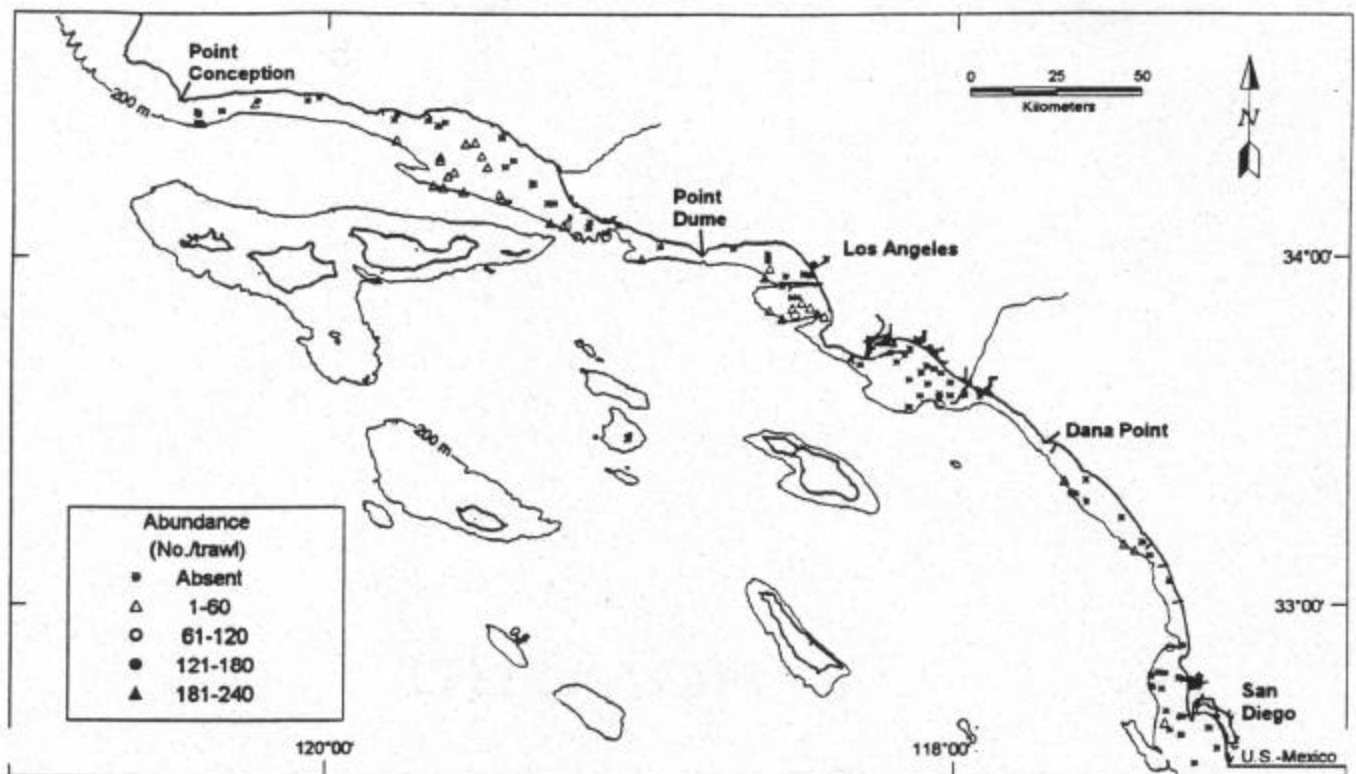 Point
Conception
0 25 50
Kilometers
200 m
N
Point
Dume
Los Angeles
34°00'
200 m
Dana Point
Abundance
(No./trawl)
Absent
1-60
61-120
121-180
181-240
33°00'
San
Diego
120°00'
118°00'
U.S.-Mexico